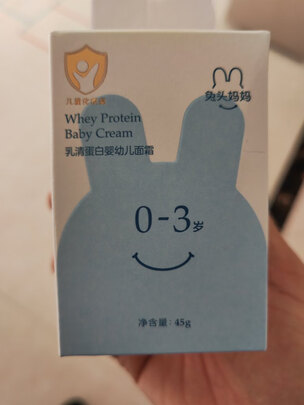 儿童化妆品
兔头妈妈
Whey Protein
Baby Cream
乳清蛋白婴幼儿面霜
0-3岁
净含量: 45g